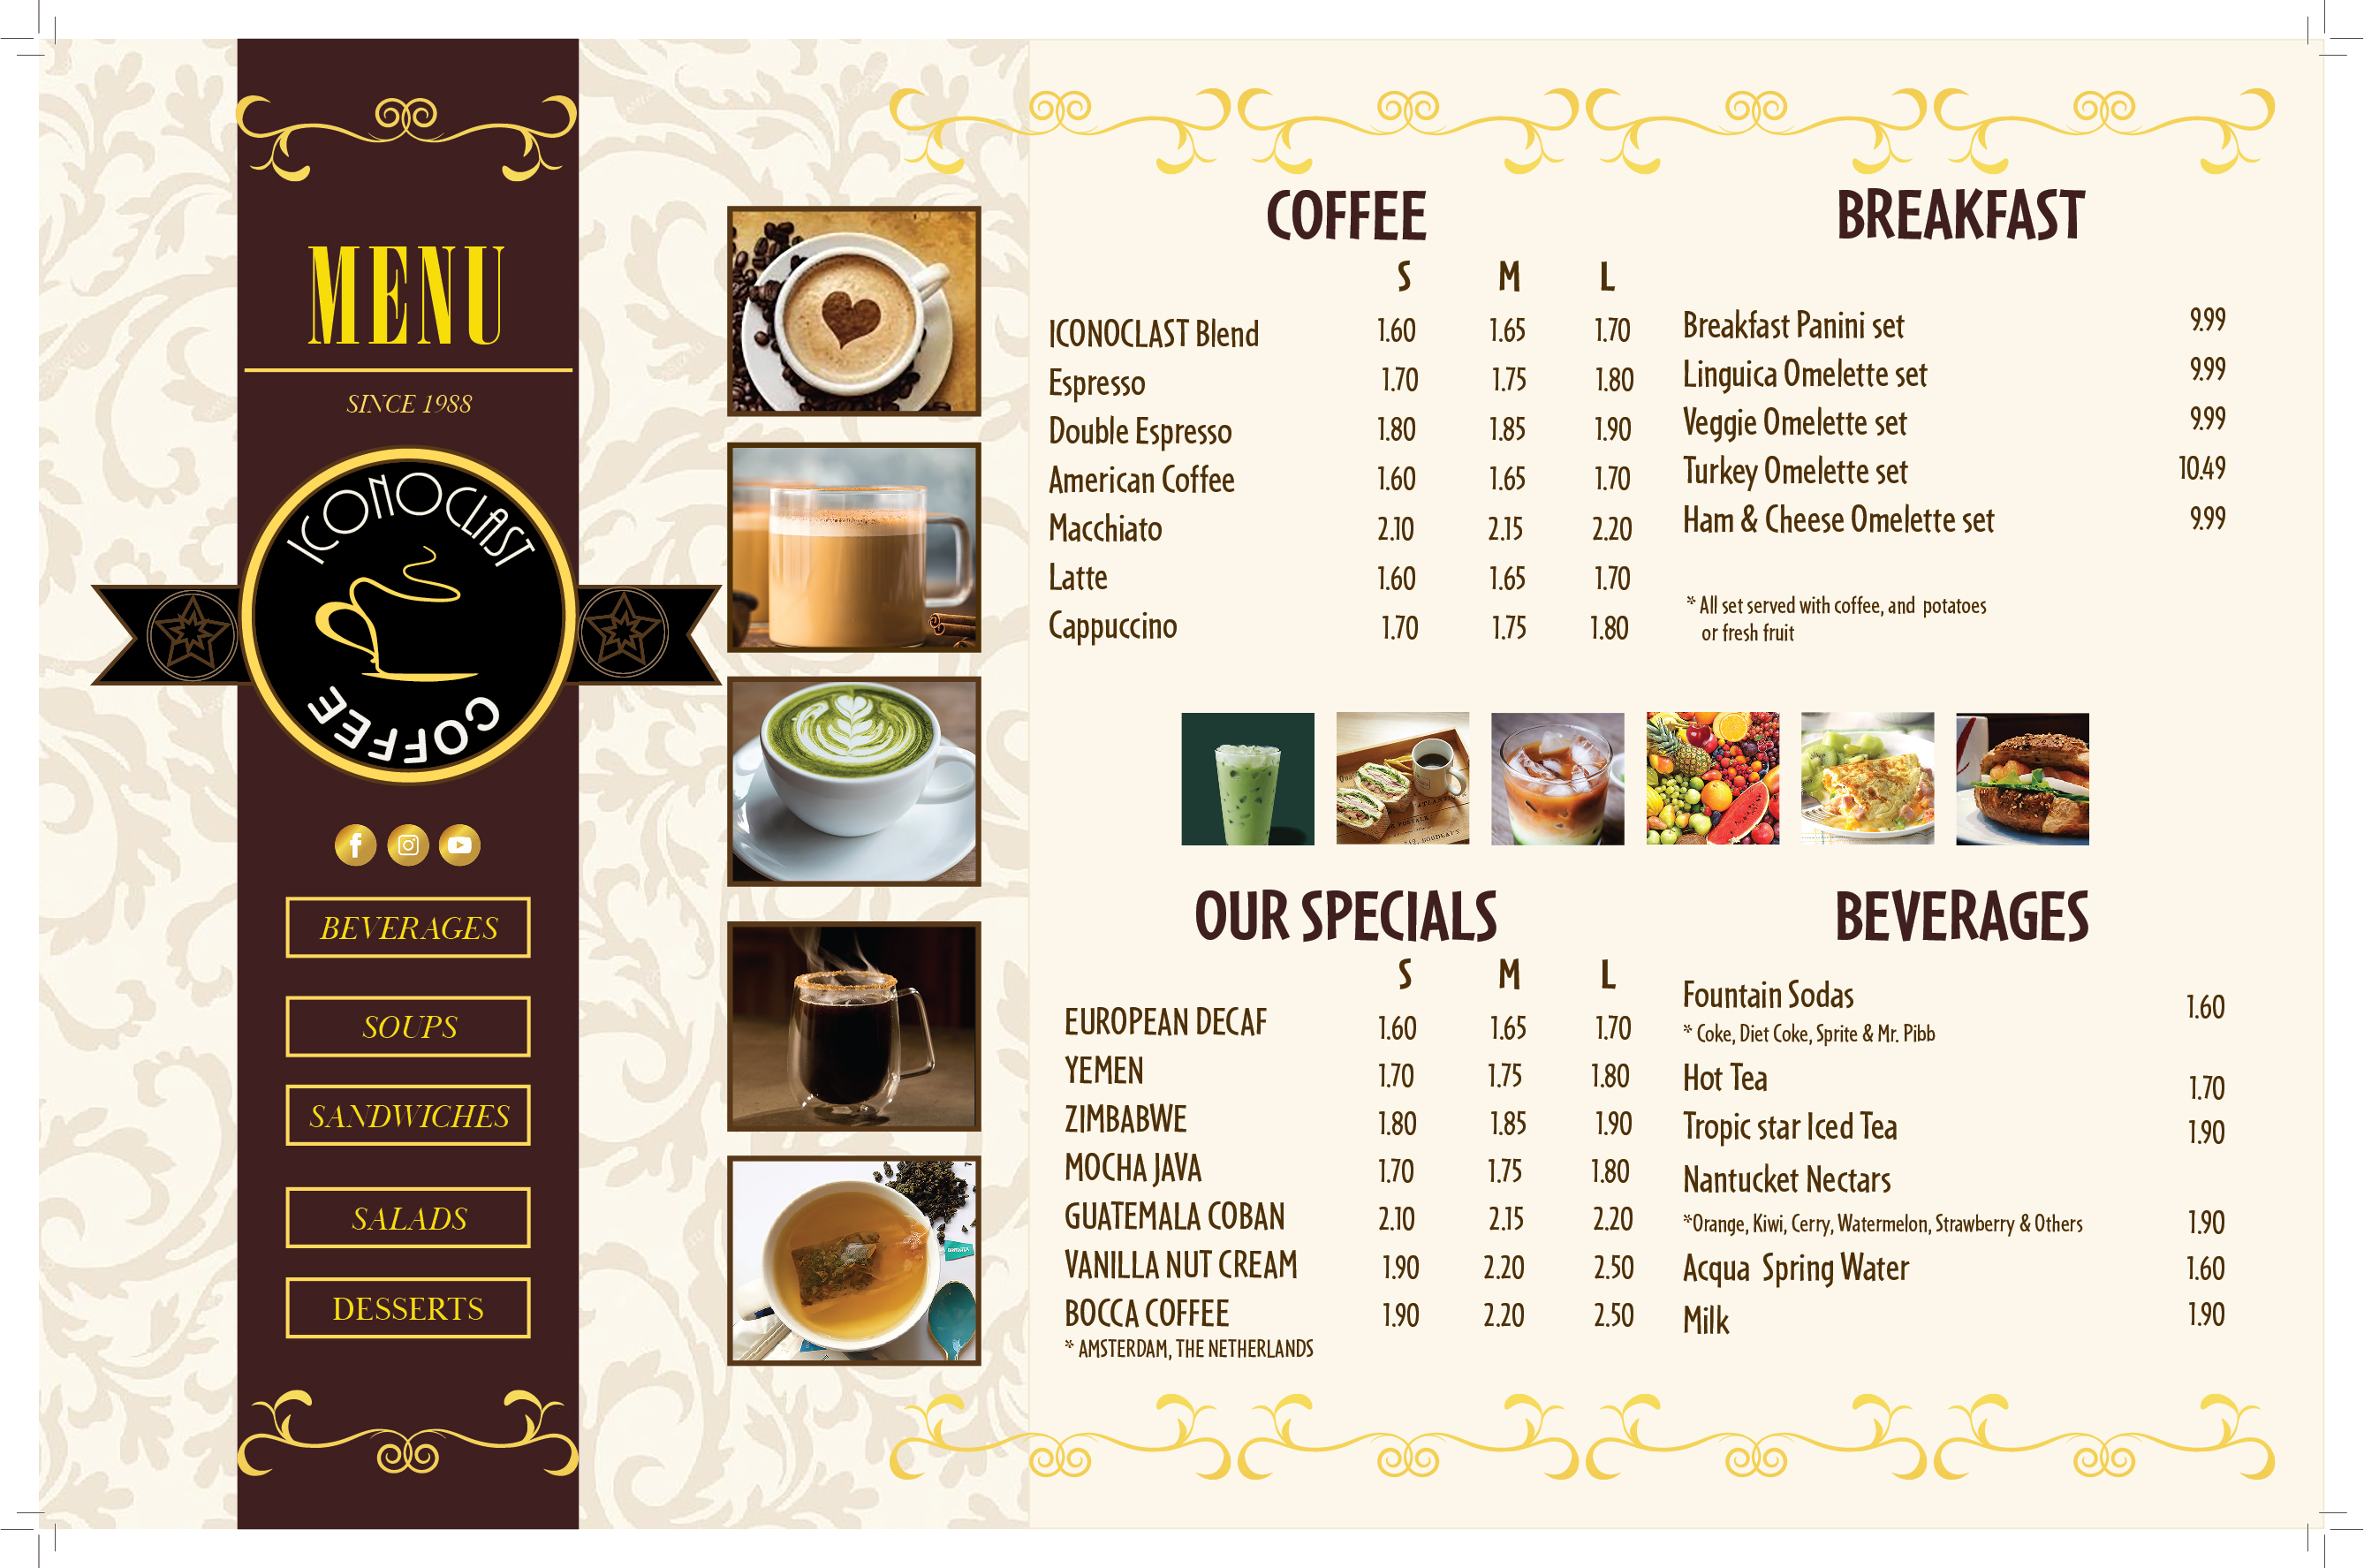 MENU
SINCE 1988
ICONOCLAST
COFFEE
BEVERAGES
SOUPS
SANDWICHES
SALADS
DESSERTS
COFFEE
S M L
ICONOCLAST Blend 1.60 1.65 1.70
Espresso 1.70 1.75 1.80
Double Espresso 1.80 1.85 1.90
American Coffee 1.60 1.65 1.70
Macchiato 2.10 2.15 2.20
Latte 1.60 1.65 1.70
Cappuccino 1.70 1.75 1.80
BREAKFAST
Breakfast Panini set 9.99
Linguica Omelette set 9.99
Veggie Omelette set 9.99
Turkey Omelette set 10.49
Ham & Cheese Omelette set 9.99
* All set served with coffee, and potatoes
or fresh fruit
OUR SPECIALS
S M L
EUROPEAN DECAF 1.60 1.65 1.70
YEMEN 1.70 1.75 1.80
ZIMBABWE 1.80 1.85 1.90
MOCHA JAVA 1.70 1.75 1.80
GUATEMALA COBAN 2.10 2.15 2.20
VANILLA NUT CREAM 1.90 2.20 2.50
BOCCA COFFEE 1.90 2.20 2.50
* AMSTERDAM, THE NETHERLANDS
BEVERAGES
Fountain Sodas 1.60
* Coke, Diet Coke, Sprite & Mr. Pibb
Hot Tea 1.70
Tropic star Iced Tea 1.90
Nantucket Nectars
*Orange, Kiwi, Cerry, Watermelon, Strawberry & Others 1.90
Acqua Spring Water 1.60
Milk 1.90